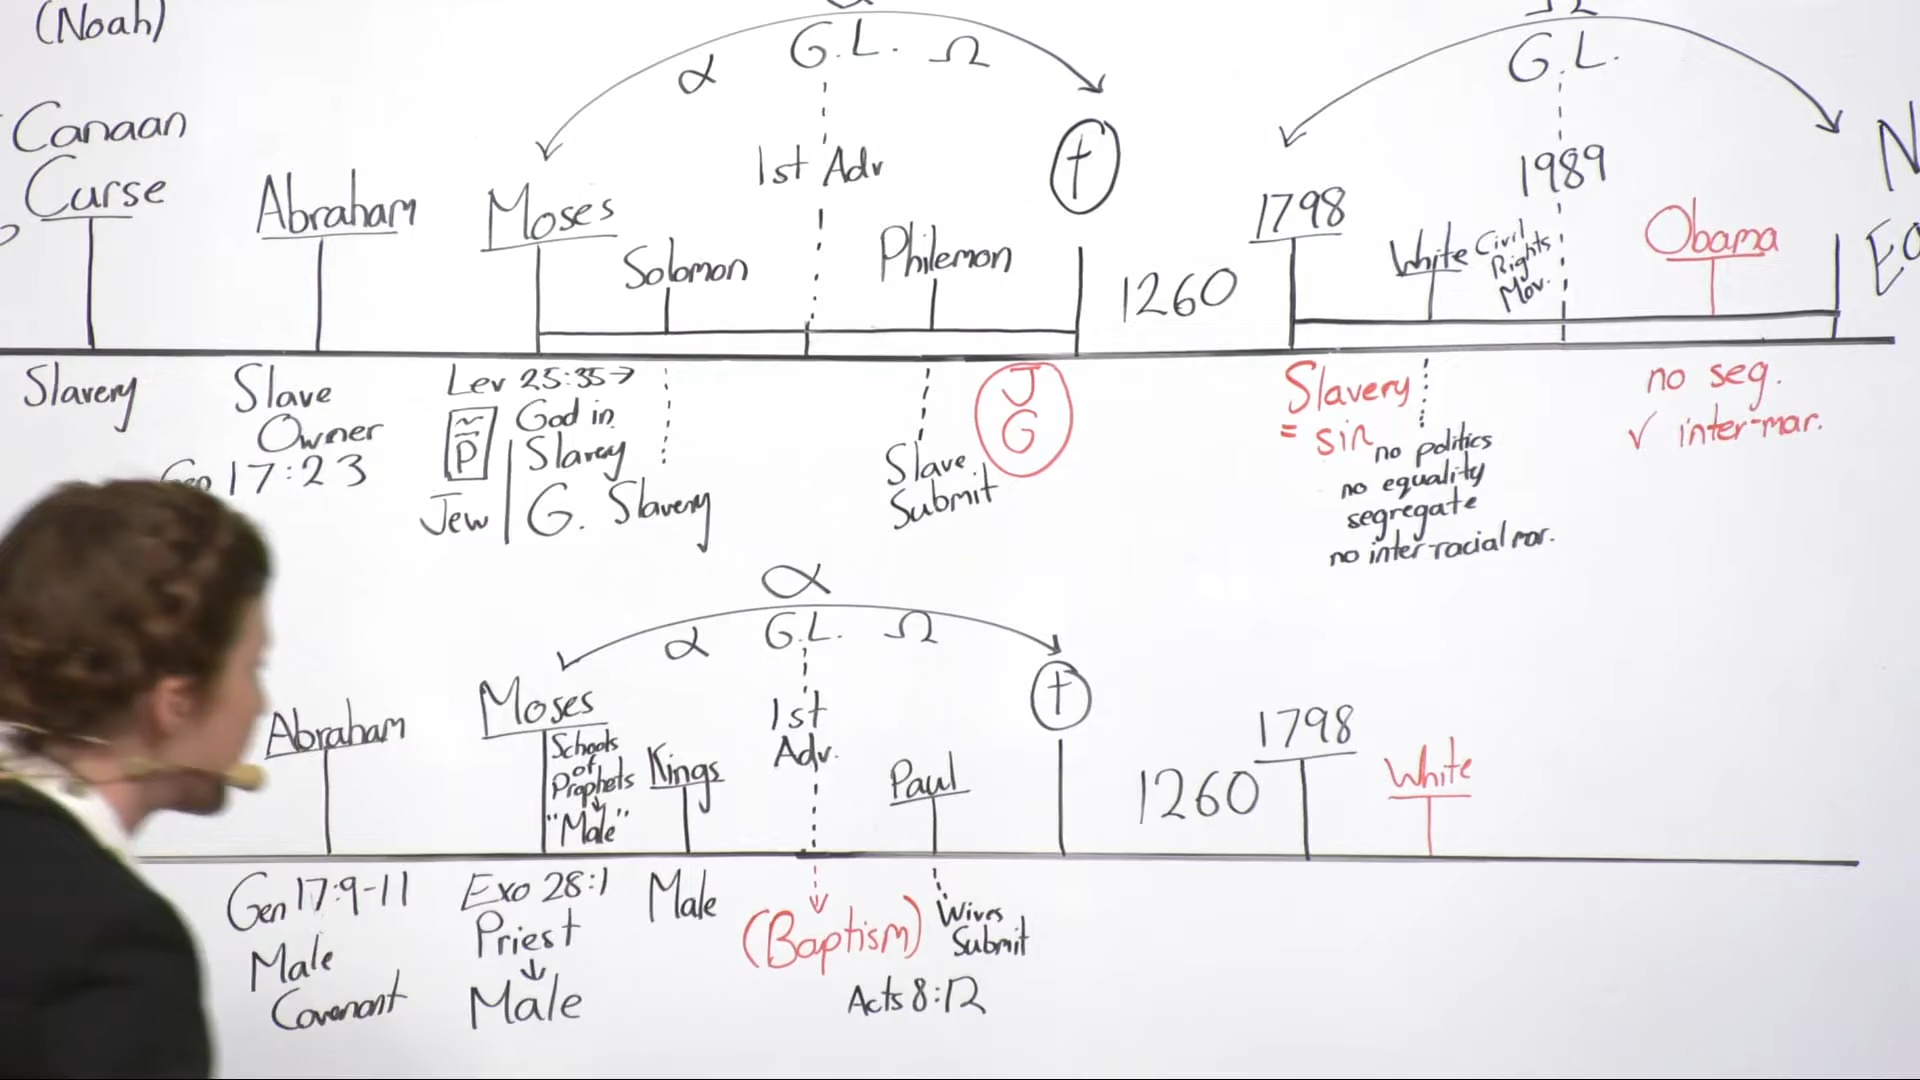 (Noah)
Canaan
Curse
Abraham
Moses
Solomon
α G.L. Ω
1st Adv
Philemon
†
1260
1798
White
Civil
Rights
Mov.
Ω
G.L.
1989
Obama
Slavery
Slave
Owner
Gen 17:23
Lev 25:35→
P
God in
Slavey
Jew
G. Slavery
Slave
Submit
J
G
Slavery
= sin
no politics
no equality
segregate
no inter-racial mar.
no seg.
✓ inter-mar.
α
α G.L. Ω
Abraham
Moses
Schools
of
Prophets
"Male"
Kings
1st
Adv.
Paul
†
1260
1798
White
Gen 17:9-11
Male
Covenant
Exo 28:1
Priest
↓
Male
Male
(Baptism)
Wives
Submit
Acts 8:12